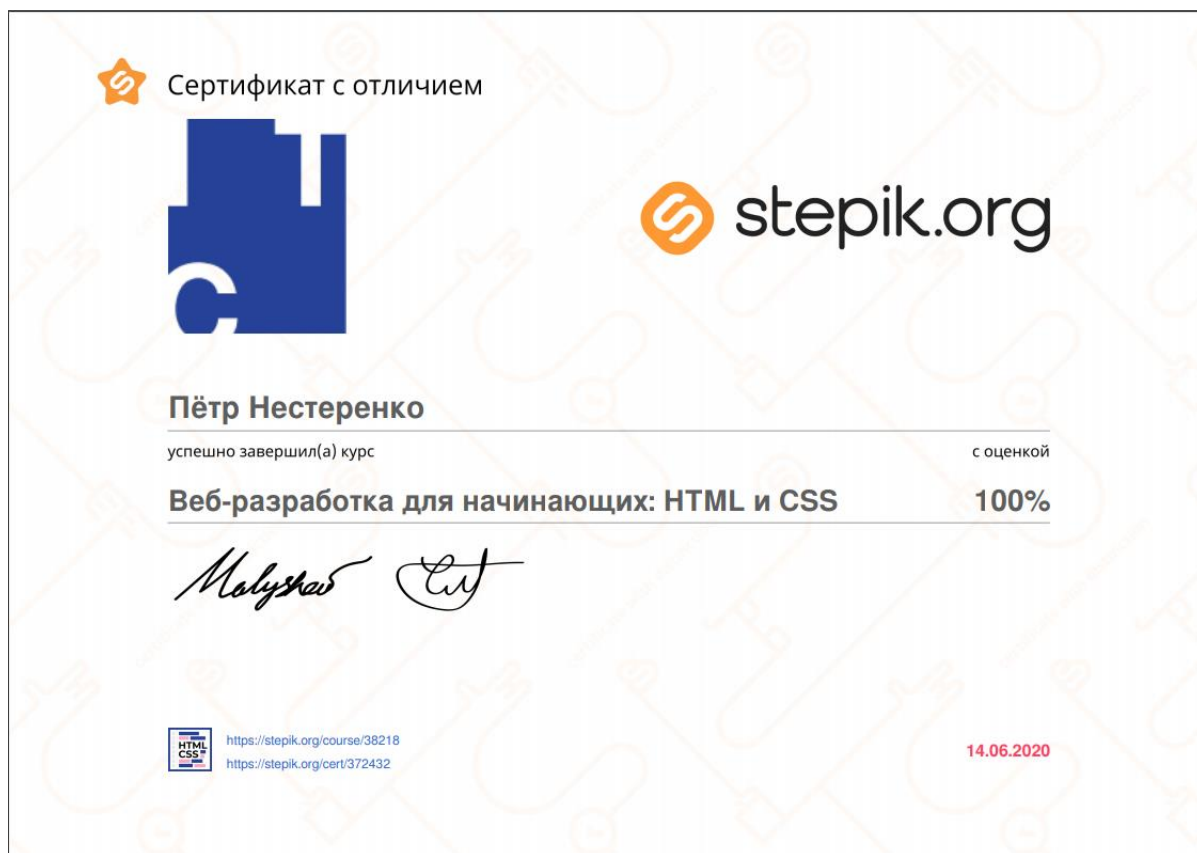 Сертификат с отличием
stepik.org
Пётр Нестеренко
успешно завершил(а) курс
с оценкой
Веб-разработка для начинающих: HTML и CSS
100%
Malyshev
HTML
CSS
https://stepik.org/course/38218
https://stepik.org/cert/372432
14.06.2020